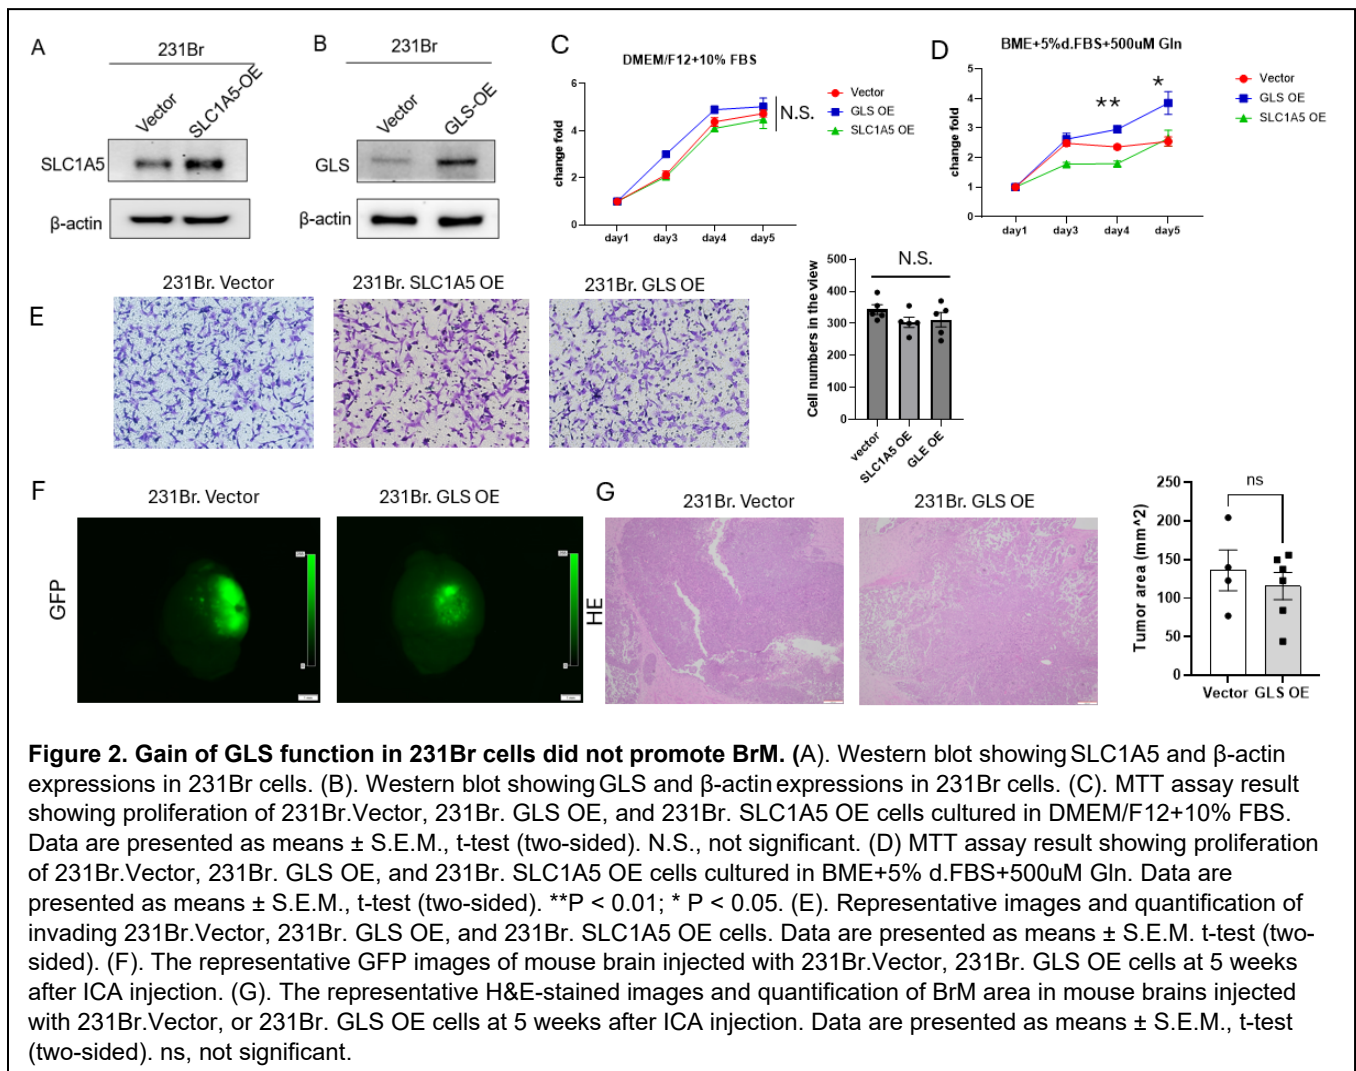 A
231Br
Vector
SLC1A5-OE
SLC1A5
β-actin
B
231Br
Vector
GLS-OE
GLS
β-actin
C
DMEM/F12+10% FBS
change fold
6
4
2
0
day1 day3 day4 day5
N.S.
Vector
GLS OE
SLC1A5 OE
D
BME+5%d.FBS+500uM Gln
change fold
5
4
3
2
1
0
day1 day3 day4 day5
**
*
Vector
GLS OE
SLC1A5 OE
E
231Br. Vector
231Br. SLC1A5 OE
231Br. GLS OE
Cell numbers in the view
500
400
300
200
100
0
N.S.
vector
SLC1A5 OE
GLE OE
F
231Br. Vector
231Br. GLS OE
GFP
G
231Br. Vector
231Br. GLS OE
HE
Tumor area (mm^2)
250
200
150
100
50
0
ns
Vector GLS OE
Figure 2. Gain of GLS function in 231Br cells did not promote BrM. (A). Western blot showing SLC1A5 and β-actin
expressions in 231Br cells. (B). Western blot showing GLS and β-actin expressions in 231Br cells. (C). MTT assay result
showing proliferation of 231Br.Vector, 231Br. GLS OE, and 231Br. SLC1A5 OE cells cultured in DMEM/F12+10% FBS.
Data are presented as means ± S.E.M., t-test (two-sided). N.S., not significant. (D) MTT assay result showing proliferation
of 231Br.Vector, 231Br. GLS OE, and 231Br. SLC1A5 OE cells cultured in BME+5% d.FBS+500uM Gln. Data are
presented as means ± S.E.M., t-test (two-sided). **P < 0.01; * P < 0.05. (E). Representative images and quantification of
invading 231Br.Vector, 231Br. GLS OE, and 231Br. SLC1A5 OE cells. Data are presented as means ± S.E.M. t-test (two-
sided). (F). The representative GFP images of mouse brain injected with 231Br.Vector, 231Br. GLS OE cells at 5 weeks
after ICA injection. (G). The representative H&E-stained images and quantification of BrM area in mouse brains injected
with 231Br.Vector, or 231Br. GLS OE cells at 5 weeks after ICA injection. Data are presented as means ± S.E.M., t-test
(two-sided). ns, not significant.